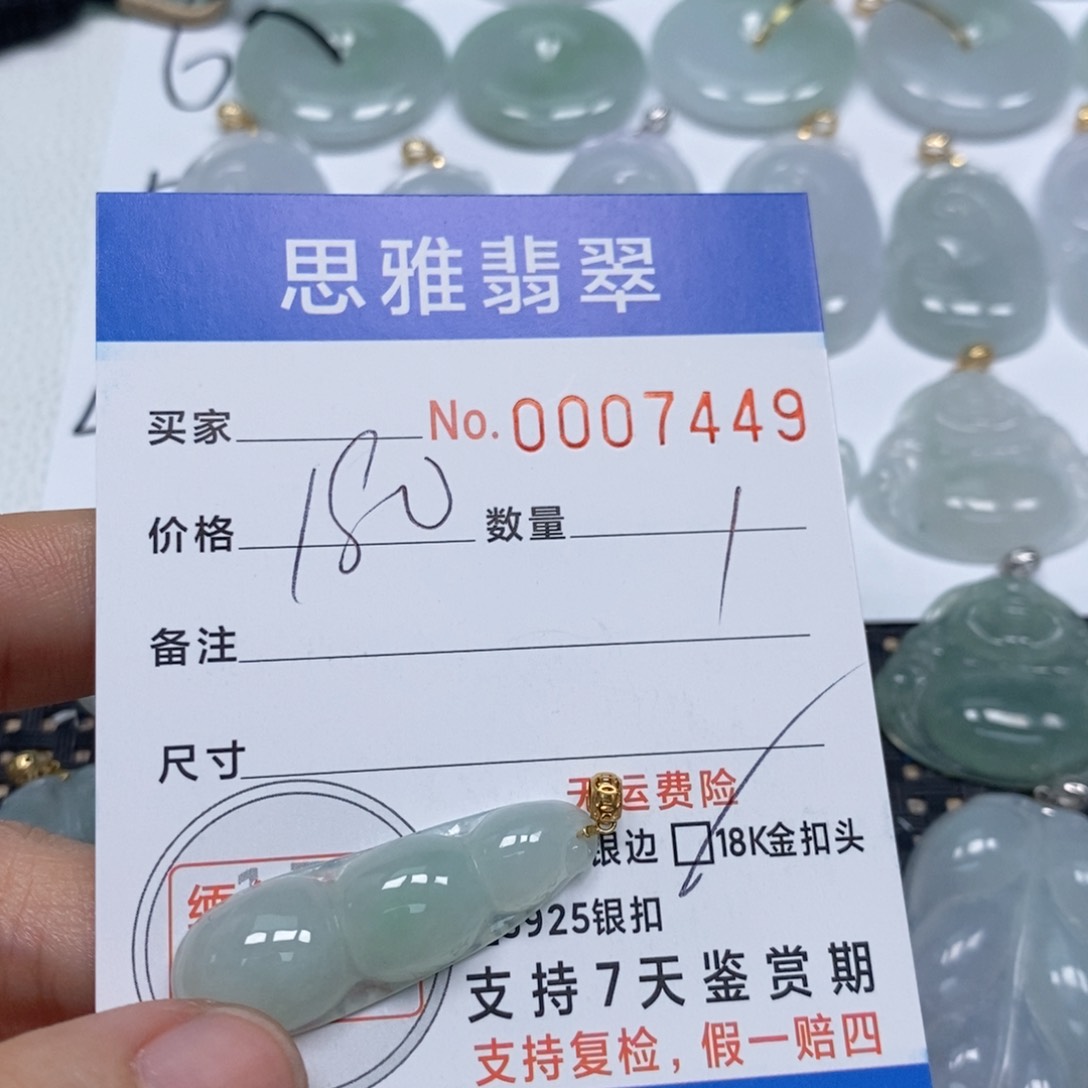 6
思雅翡翠
买家 No.0007449
价格 180 数量 1
备注
尺寸
运费险
银边 □18K金扣头
S925银扣
支持7天鉴赏期
支持复检，假一赔四